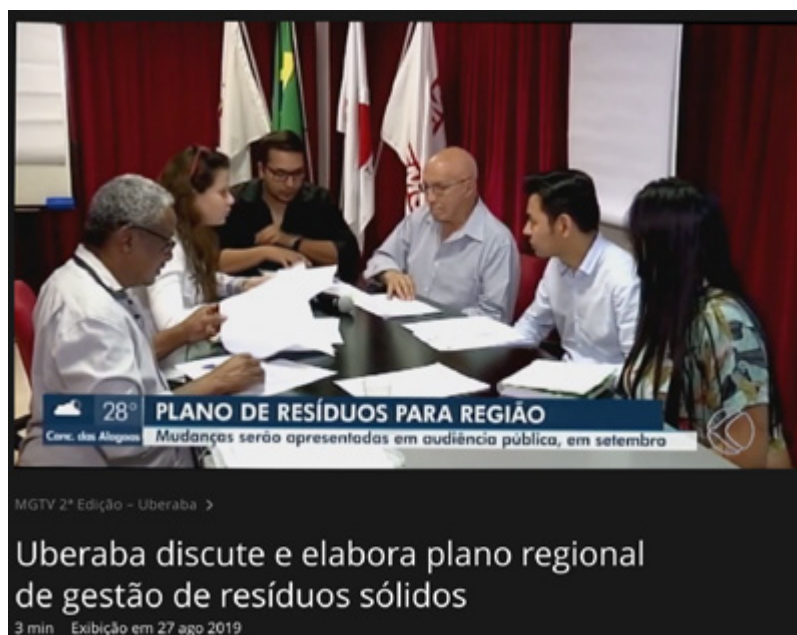 28°
PLANO DE RESÍDUOS PARA REGIÃO
Conc. das Alagoas
Mudanças serão apresentadas em audiência pública, em setembro
MGTV 2ª Edição – Uberaba >
Uberaba discute e elabora plano regional
de gestão de resíduos sólidos
3 min Exibição em 27 ago 2019